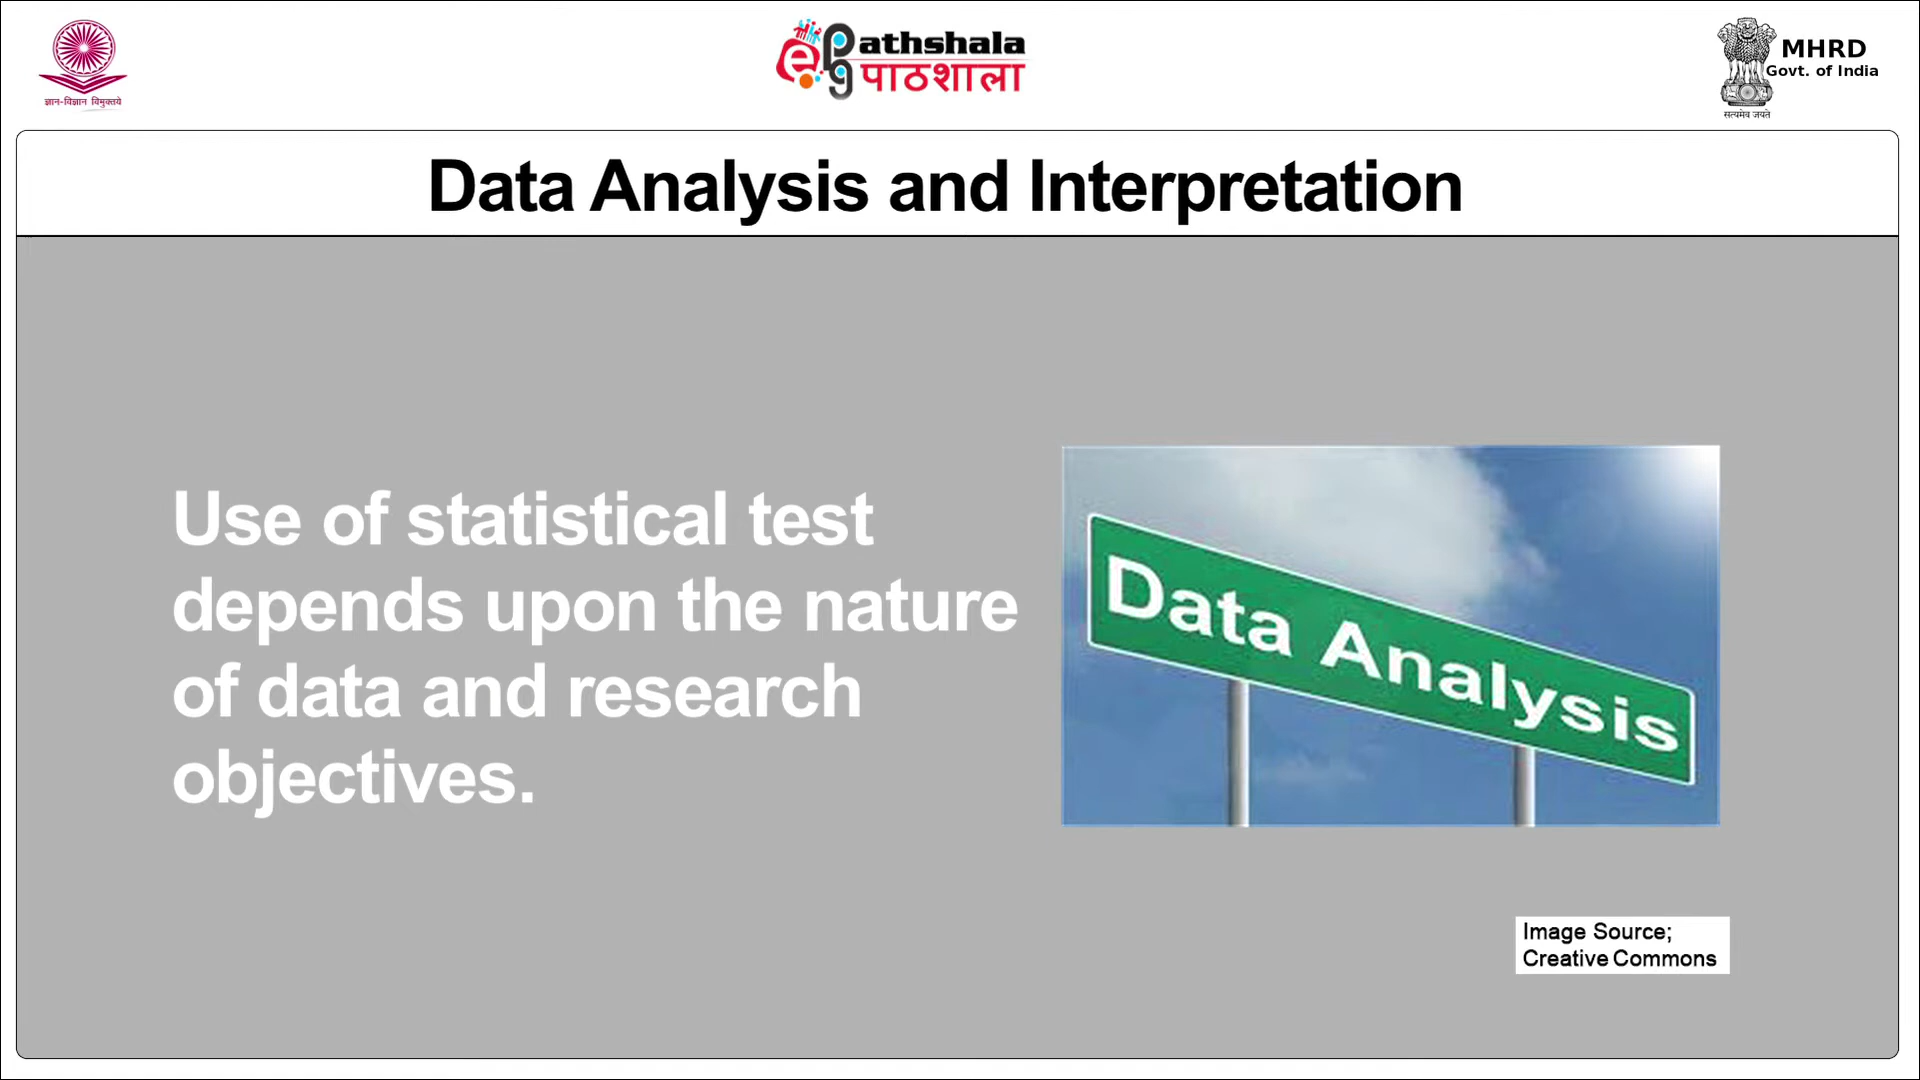 ज्ञान-विज्ञान विमुक्तये
ePG athshala
पाठशाला
MHRD
Govt. of India
सत्यमेव जयते
Data Analysis and Interpretation
Use of statistical test
depends upon the nature
of data and research
objectives.
Data Analysis
Image Source;
Creative Commons